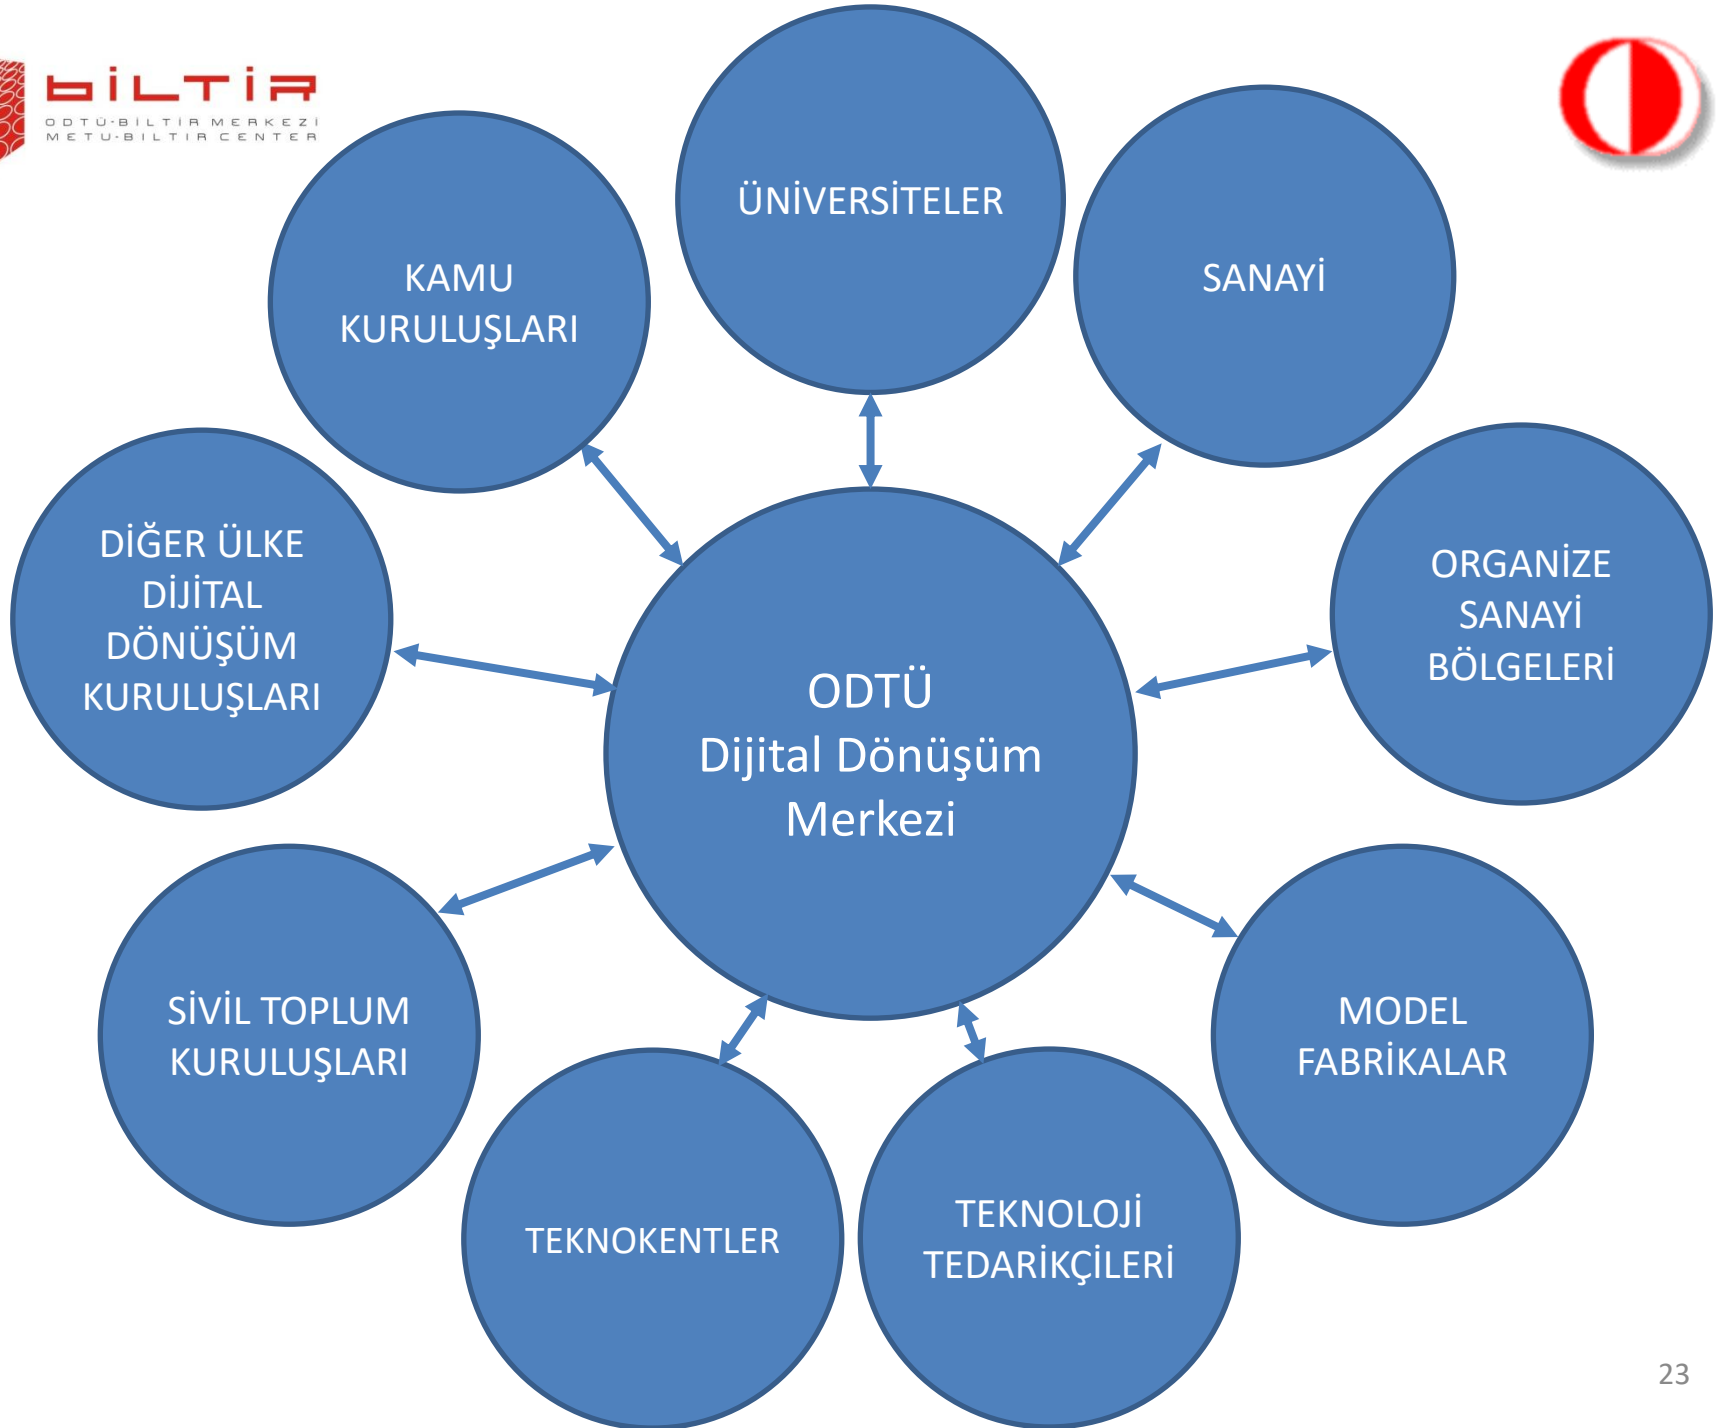 BİLTİR
ODTÜ-BİLTİR MERKEZİ
METU-BILTIR CENTER
ÜNİVERSİTELER
KAMU
KURULUŞLARI
SANAYİ
DİĞER ÜLKE
DİJİTAL
DÖNÜŞÜM
KURULUŞLARI
ORGANİZE
SANAYİ
BÖLGELERİ
ODTÜ
Dijital Dönüşüm
Merkezi
SİVİL TOPLUM
KURULUŞLARI
MODEL
FABRİKALAR
TEKNOKENTLER
TEKNOLOJİ
TEDARİKÇİLERİ
23